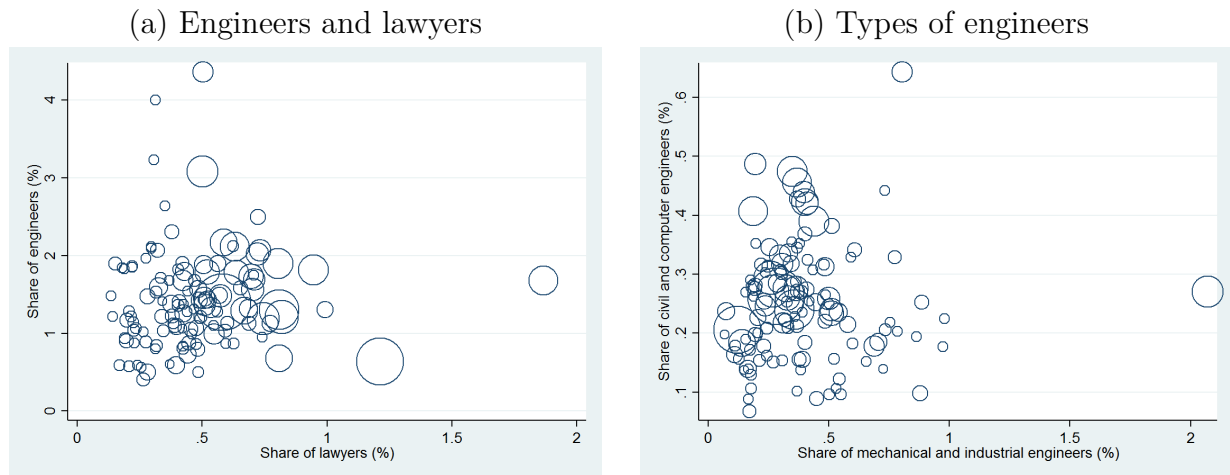 (a) Engineers and lawyers
Share of engineers (%)
4
3
2
1
0
0 .5 1 1.5 2
Share of lawyers (%)
(b) Types of engineers
Share of civil and computer engineers (%)
.6
.5
.4
.3
.2
.1
0 .5 1 1.5 2
Share of mechanical and industrial engineers (%)